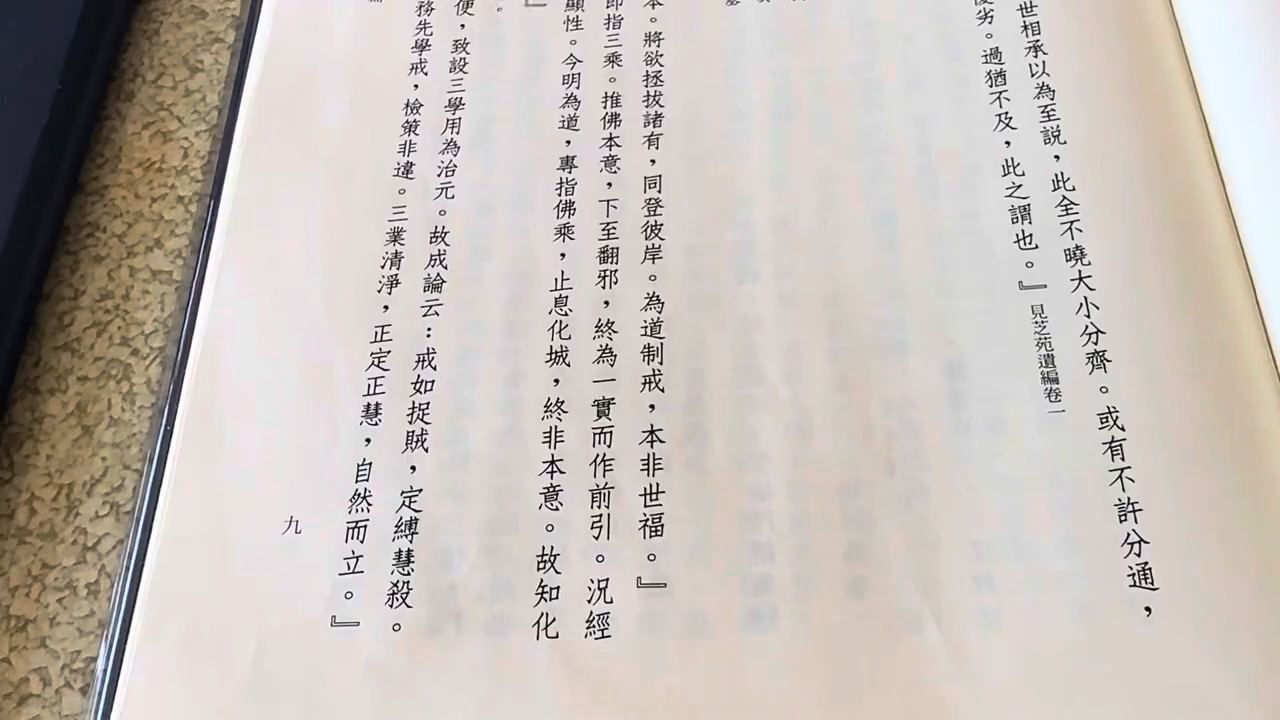 世相承以為至説，此全不曉大小分齊。或有不許分通，
優劣。過猶不及，此之謂也。』見芝苑遺編卷一
本。將欲拯拔諸有，同登彼岸。為道制戒，本非世福。』
即指三乘。推佛本意，下至翻邪，終為一實而作前引。況經
顯性。今明為道，專指佛乘，止息化城，終非本意。故知化
』
便，致設三學用為治元。故成論云：戒如捉賊，定縛慧殺。
務先學戒，檢策非違。三業清淨，正定正慧，自然而立。』
九